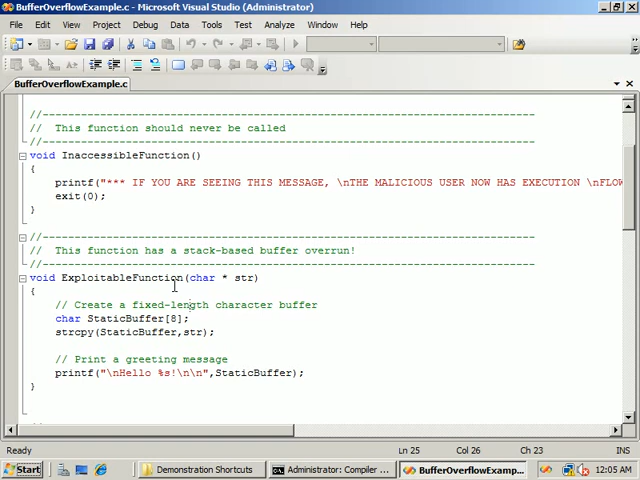 BufferOverflowExample.c - Microsoft Visual Studio (Administrator)
File Edit View Project Debug Data Tools Test Analyze Window Help
BufferOverflowExample.c
//------------------------------------------------------------
// This function should never be called
//------------------------------------------------------------
void InaccessibleFunction()
{
printf("*** IF YOU ARE SEEING THIS MESSAGE, \nTHE MALICIOUS USER NOW HAS EXECUTION \nFLOW
exit(0);
}
//------------------------------------------------------------
// This function has a stack-based buffer overrun!
//------------------------------------------------------------
void ExploitableFunction(char * str)
{
// Create a fixed-length character buffer
char StaticBuffer[8];
strcpy(StaticBuffer,str);
// Print a greeting message
printf("\nHello %s!\n\n",StaticBuffer);
}
Ready Ln 25 Col 26 Ch 23 INS
Start Demonstration Shortcuts Administrator: Compiler ... BufferOverflowExam... 12:05 AM